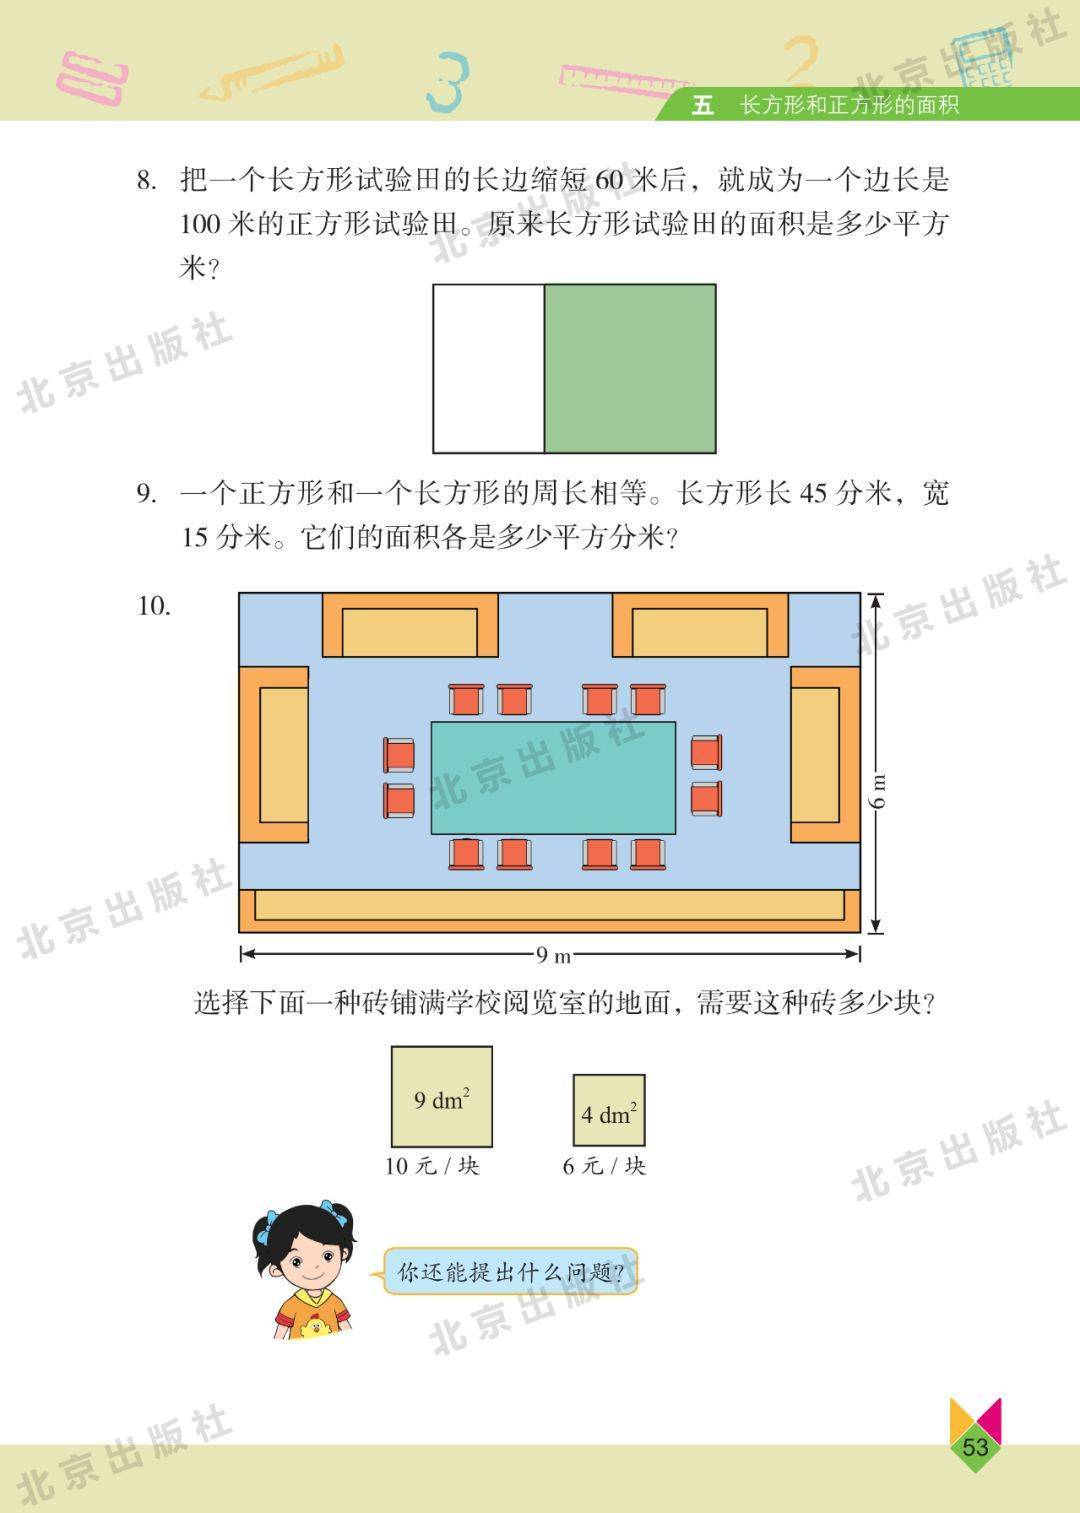 五 长方形和正方形的面积
8. 把一个长方形试验田的长边缩短 60 米后，就成为一个边长是
100 米的正方形试验田。原来长方形试验田的面积是多少平方
米？
9. 一个正方形和一个长方形的周长相等。长方形长 45 分米，宽
15 分米。它们的面积各是多少平方分米？
10.
6 m
9 m
选择下面一种砖铺满学校阅览室的地面，需要这种砖多少块？
9 dm²
4 dm²
10 元 / 块
6 元 / 块
你还能提出什么问题？
53
北京出版社
北京出版社
北京出版社
北京出版社
北京出版社
北京出版社
北京出版社
北京出版社
北京出版社